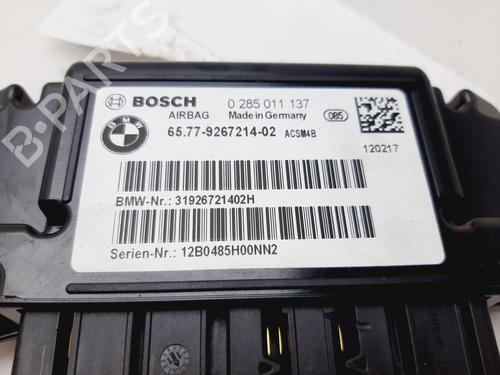 BOSCH 0 285 011 137
AIRBAG Made in Germany 085
BMW 65.77-9267214-02 ACSM4B
120217
BMW-Nr.: 31926721402H
Serien-Nr.: 12B0485H00NN2